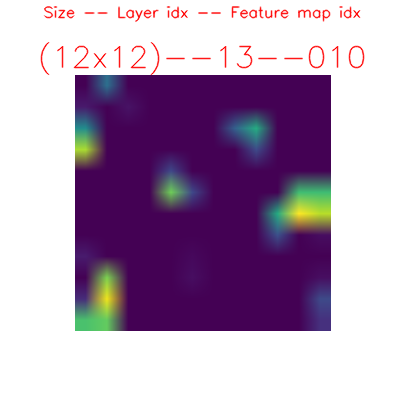 Size -- Layer idx -- Feature map idx
(12x12)--13--010